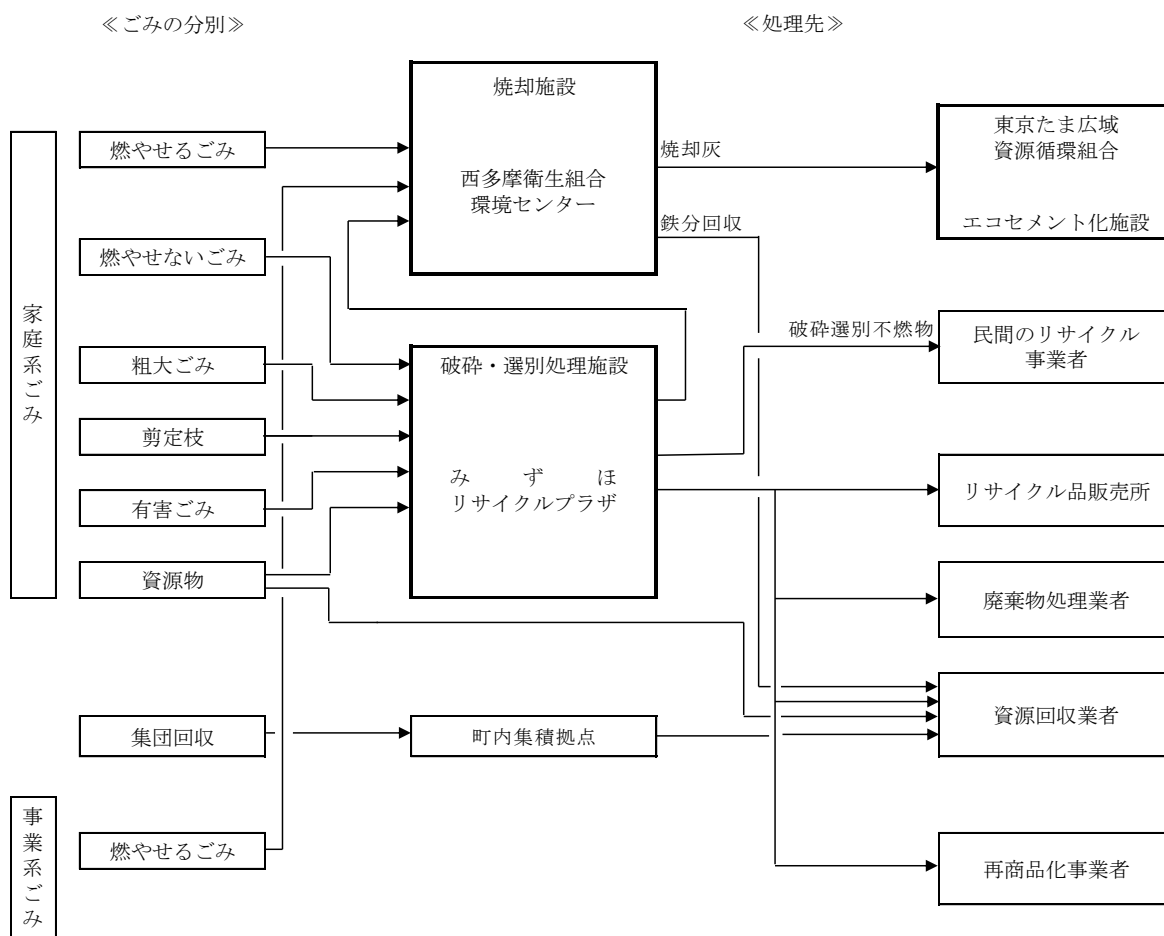 ≪ごみの分別≫
≪処理先≫
家庭系ごみ
燃やせるごみ
燃やせないごみ
粗大ごみ
剪定枝
有害ごみ
資源物
集団回収
事業系ごみ
燃やせるごみ
焼却施設
西多摩衛生組合
環境センター
破砕・選別処理施設
みずほ
リサイクルプラザ
町内集積拠点
焼却灰
鉄分回収
破砕選別不燃物
東京たま広域
資源循環組合
エコセメント化施設
民間のリサイクル
事業者
リサイクル品販売所
廃棄物処理業者
資源回収業者
再商品化事業者